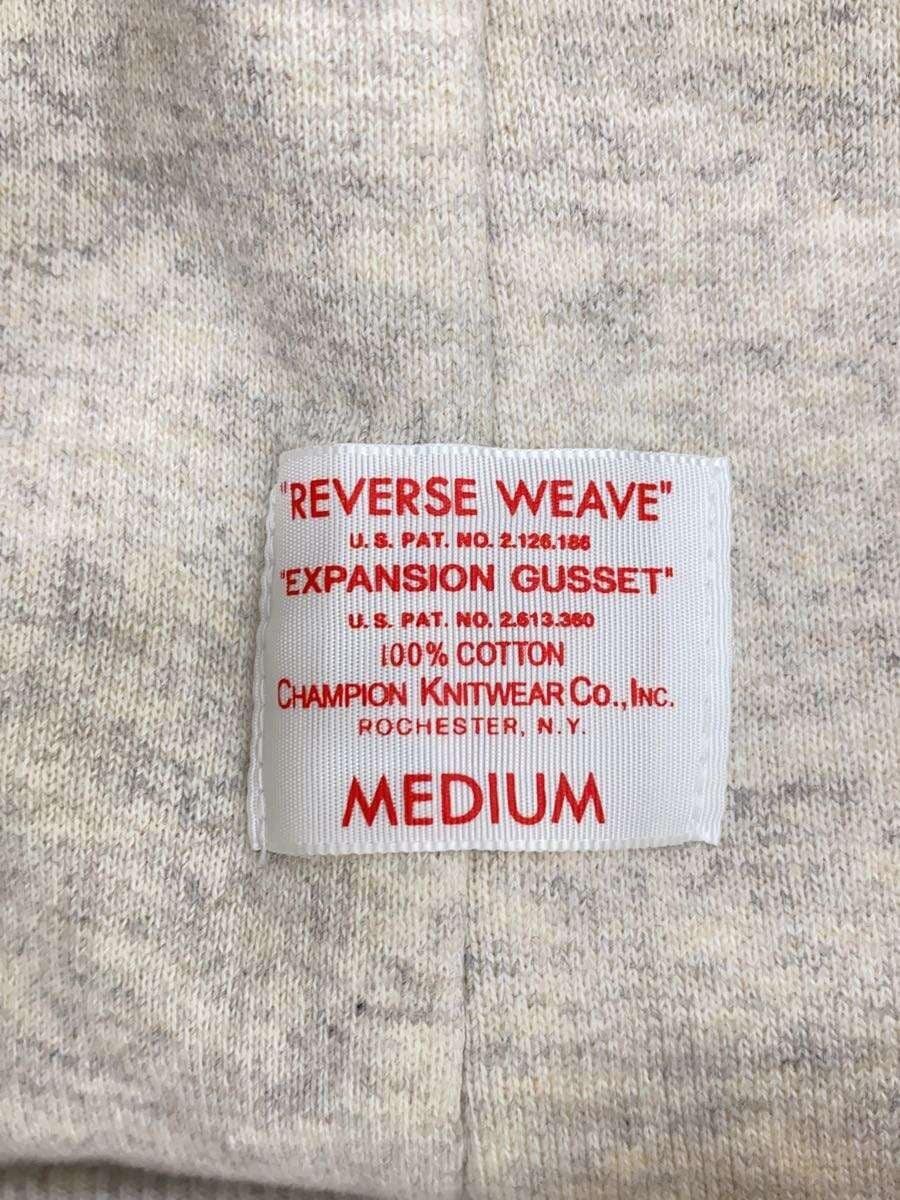 "REVERSE WEAVE"
U.S. PAT. NO. 2.126.186
"EXPANSION GUSSET"
U.S. PAT. NO. 2.613.360
100% COTTON
CHAMPION KNITWEAR CO., INC.
ROCHESTER, N.Y.
MEDIUM